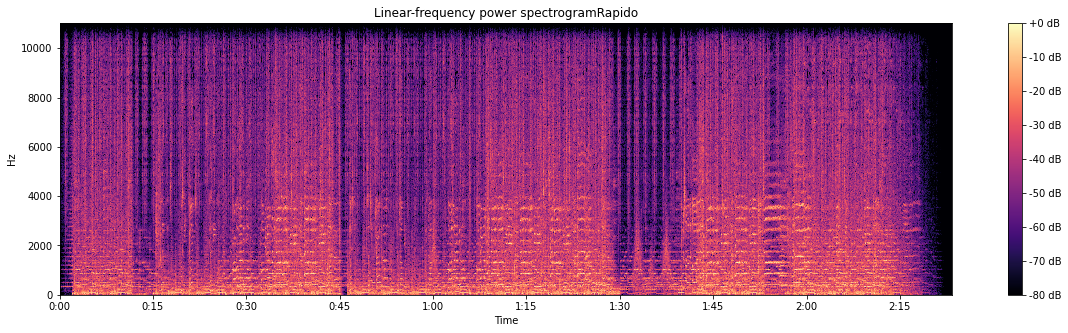 Linear-frequency power spectrogramRapido
10000
8000
6000
4000
2000
0
Hz
0:00 0:15 0:30 0:45 1:00 1:15 1:30 1:45 2:00 2:15
Time
+0 dB
-10 dB
-20 dB
-30 dB
-40 dB
-50 dB
-60 dB
-70 dB
-80 dB